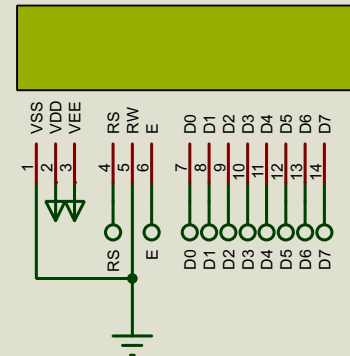 VSS VDD VEE RS RW E D0 D1 D2 D3 D4 D5 D6 D7
1 2 3 4 5 6 7 8 9 10 11 12 13 14
RS E D0 D1 D2 D3 D4 D5 D6 D7